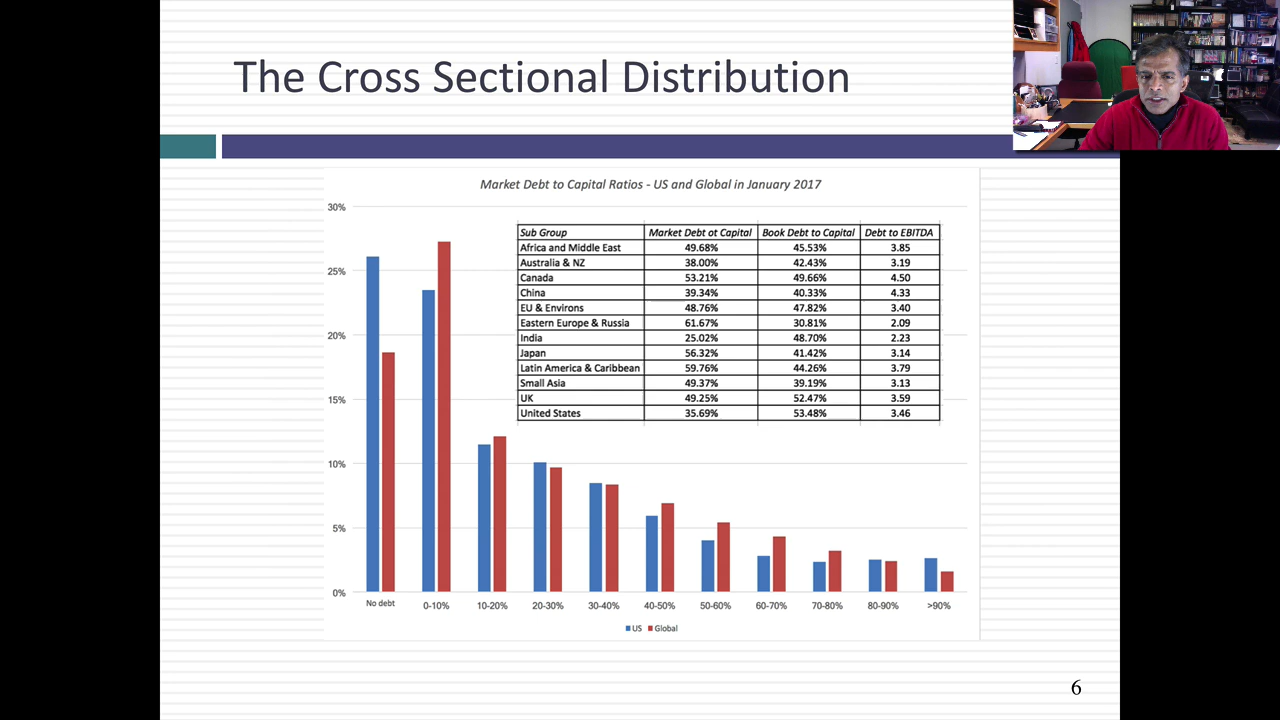 The Cross Sectional Distribution
Market Debt to Capital Ratios - US and Global in January 2017
30%
25%
20%
15%
10%
5%
0%
Sub Group Market Debt ot Capital Book Debt to Capital Debt to EBITDA
Africa and Middle East 49.68% 45.53% 3.85
Australia & NZ 38.00% 42.43% 3.19
Canada 53.21% 49.66% 4.50
China 39.34% 40.33% 4.33
EU & Environs 48.76% 47.82% 3.40
Eastern Europe & Russia 61.67% 30.81% 2.09
India 25.02% 48.70% 2.23
Japan 56.32% 41.42% 3.14
Latin America & Caribbean 59.76% 44.26% 3.79
Small Asia 49.37% 39.19% 3.13
UK 49.25% 52.47% 3.59
United States 35.69% 53.48% 3.46
No debt 0-10% 10-20% 20-30% 30-40% 40-50% 50-60% 60-70% 70-80% 80-90% >90%
US Global
6